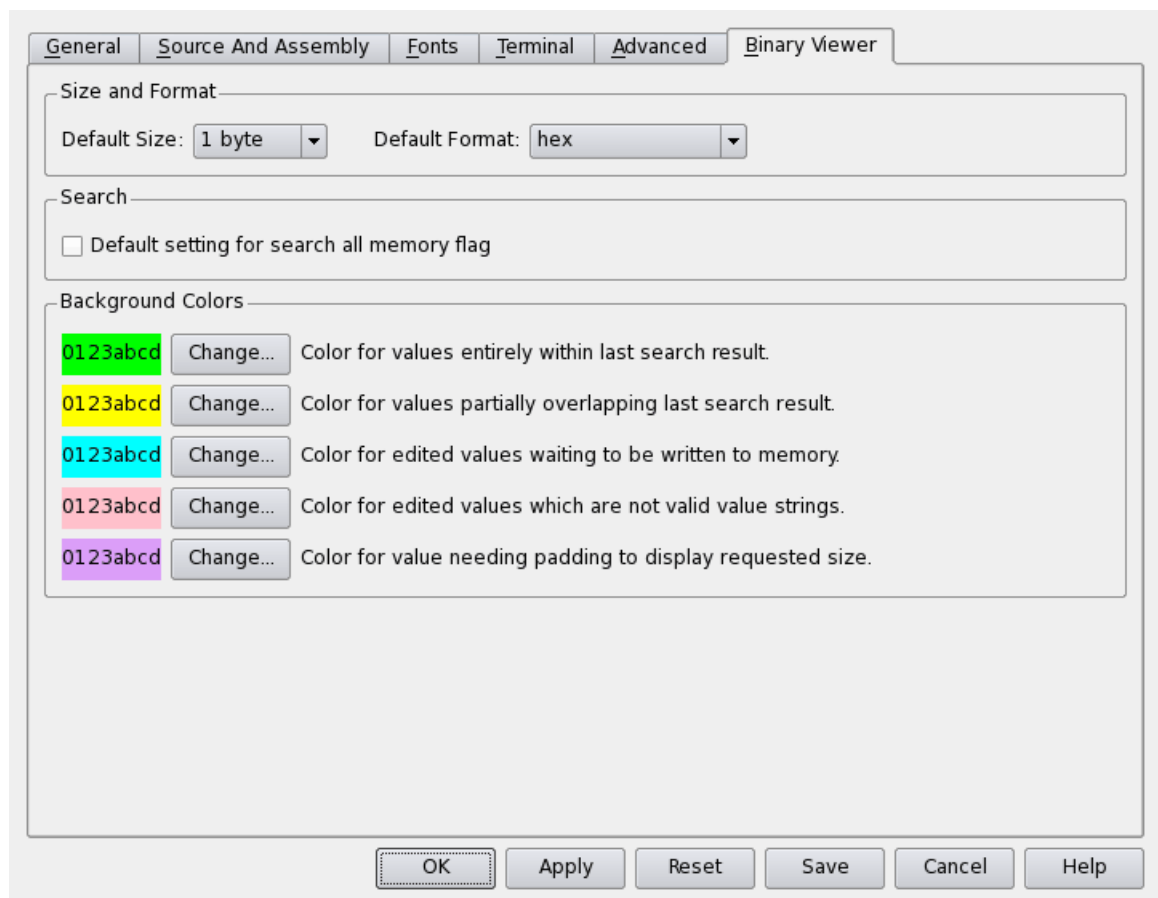 General Source And Assembly Fonts Terminal Advanced Binary Viewer
Size and Format
Default Size: 1 byte Default Format: hex
Search
Default setting for search all memory flag
Background Colors
0123abcd Change... Color for values entirely within last search result.
0123abcd Change... Color for values partially overlapping last search result.
0123abcd Change... Color for edited values waiting to be written to memory.
0123abcd Change... Color for edited values which are not valid value strings.
0123abcd Change... Color for value needing padding to display requested size.
OK Apply Reset Save Cancel Help